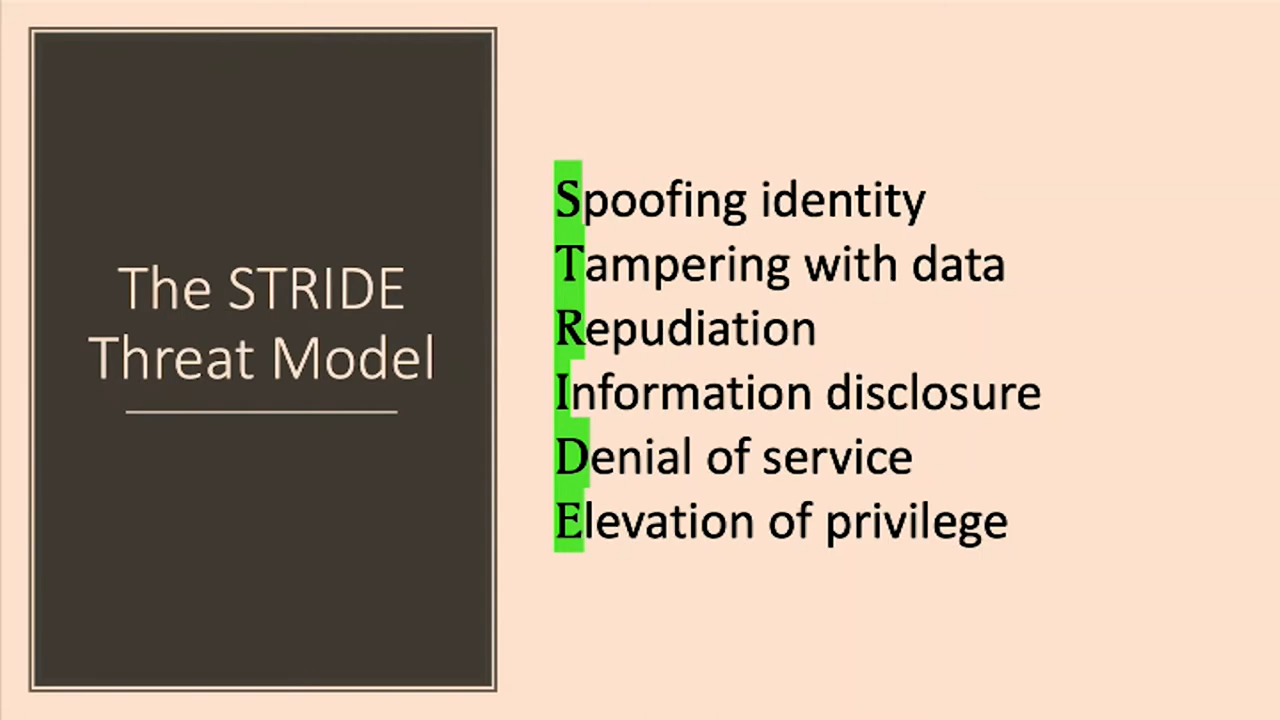 The STRIDE
Threat Model
Spoofing identity
Tampering with data
Repudiation
Information disclosure
Denial of service
Elevation of privilege